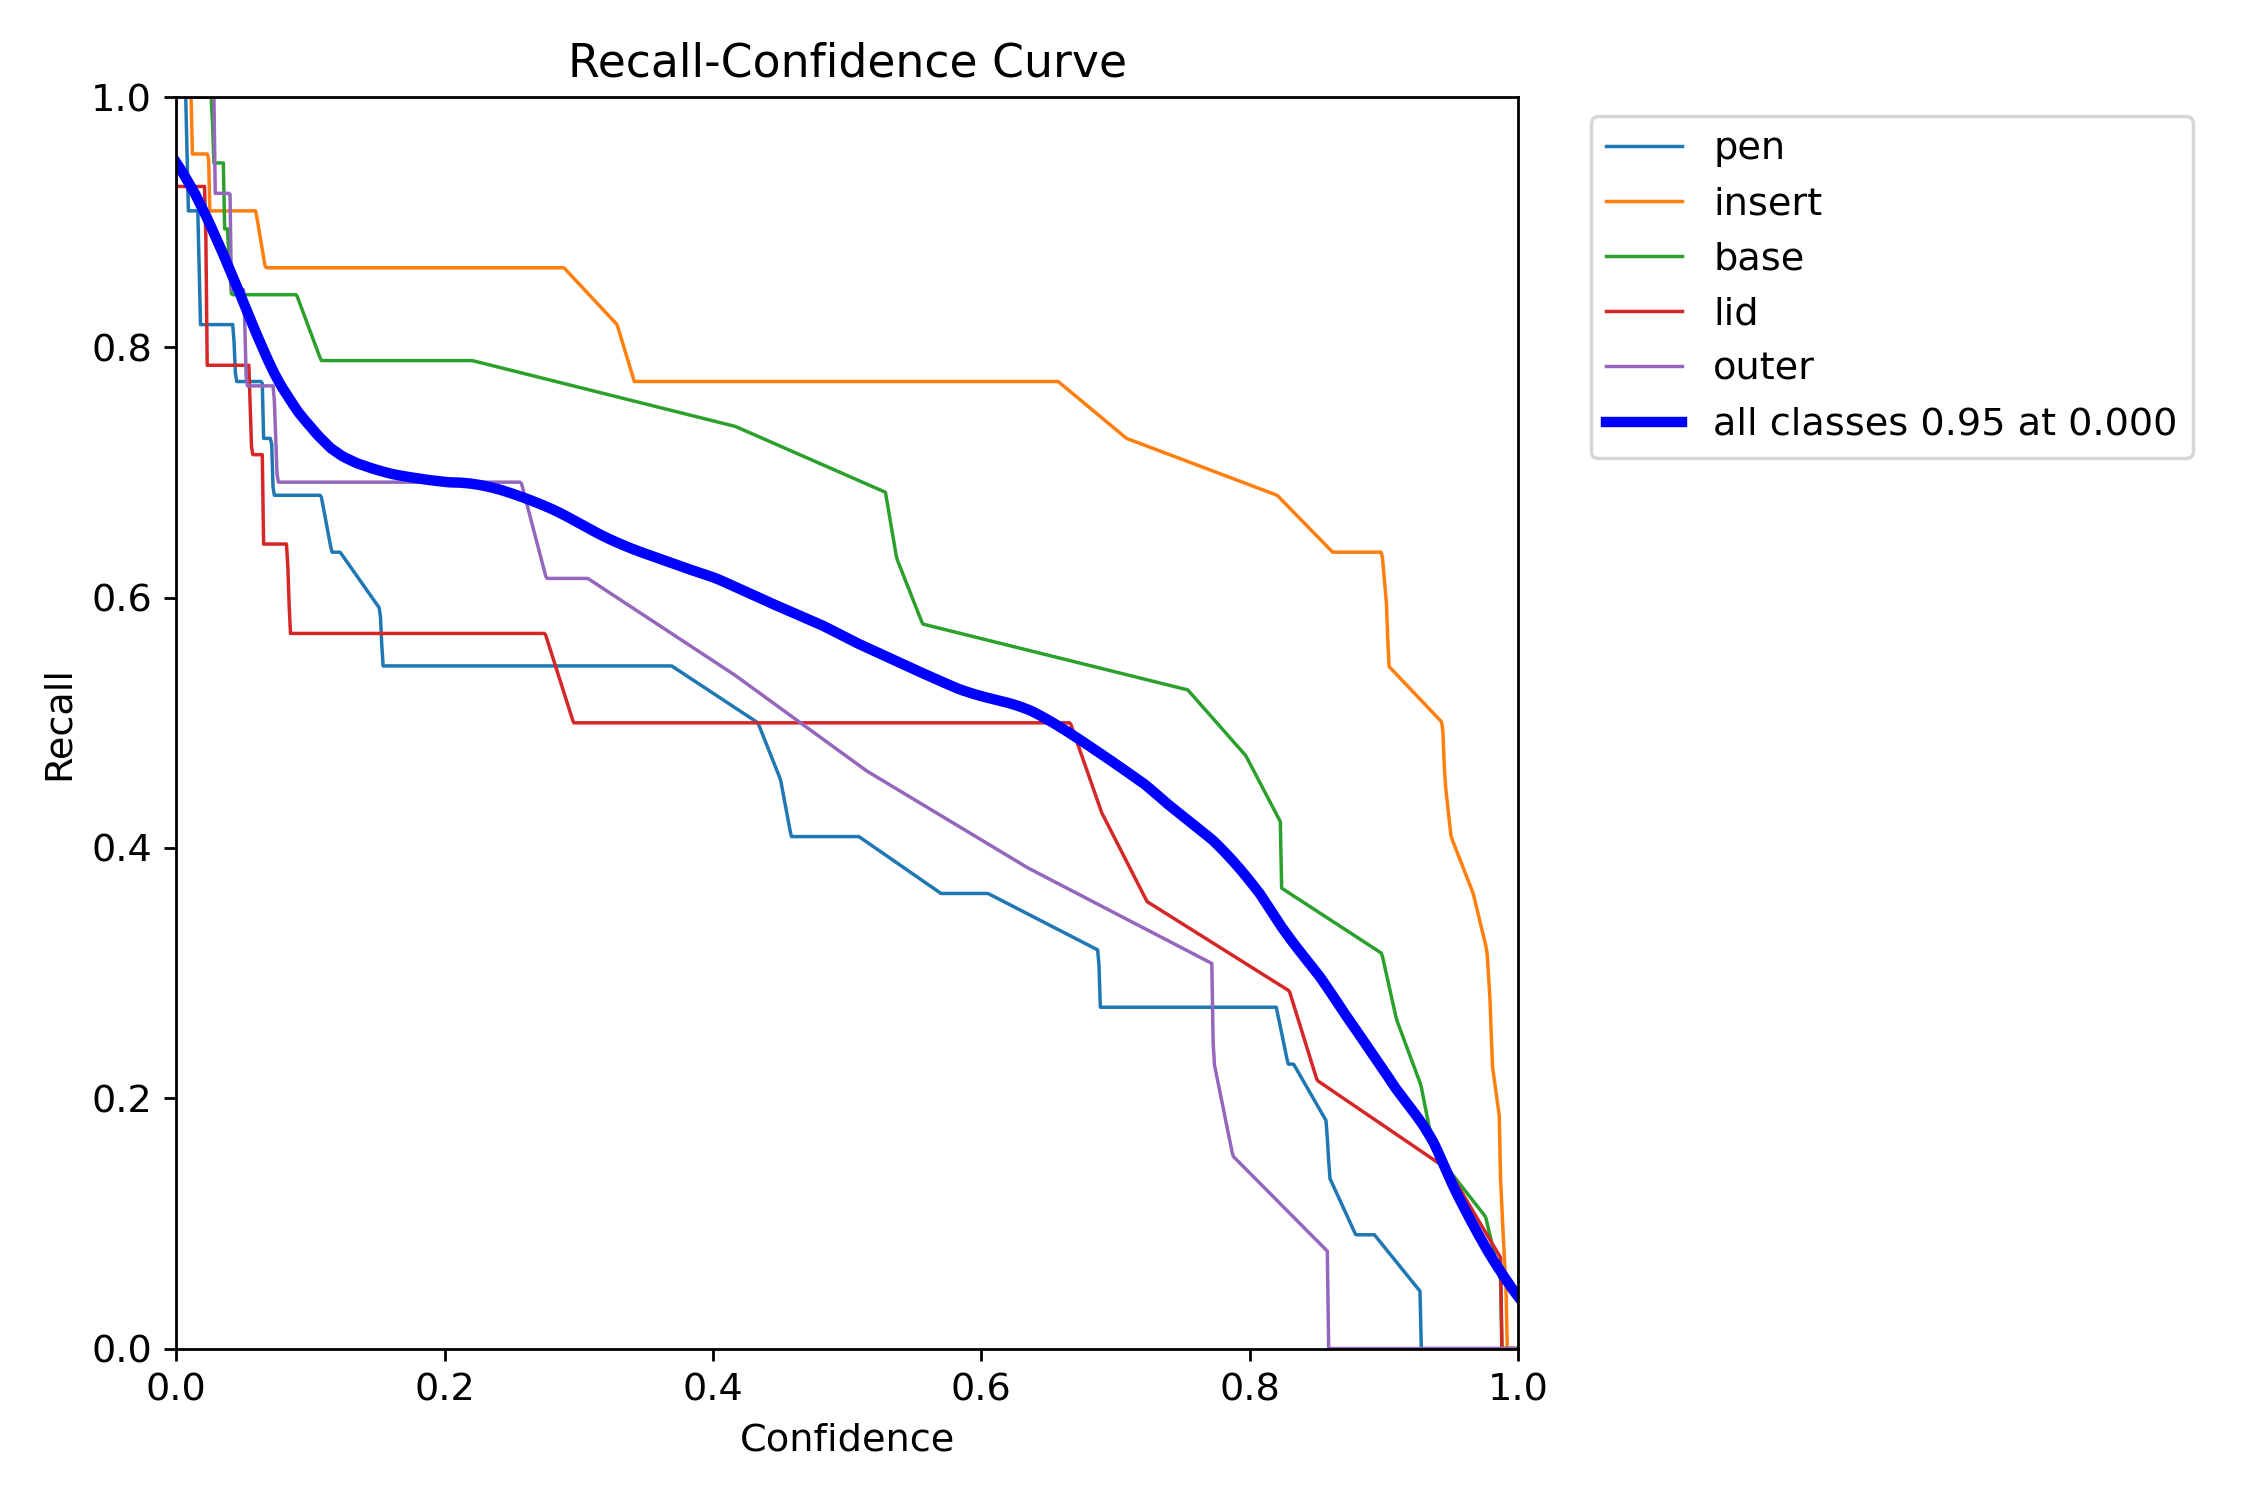 Recall-Confidence Curve
1.0
0.8
0.6
0.4
0.2
0.0
Recall
0.0 0.2 0.4 0.6 0.8 1.0
Confidence
pen
insert
base
lid
outer
all classes 0.95 at 0.000